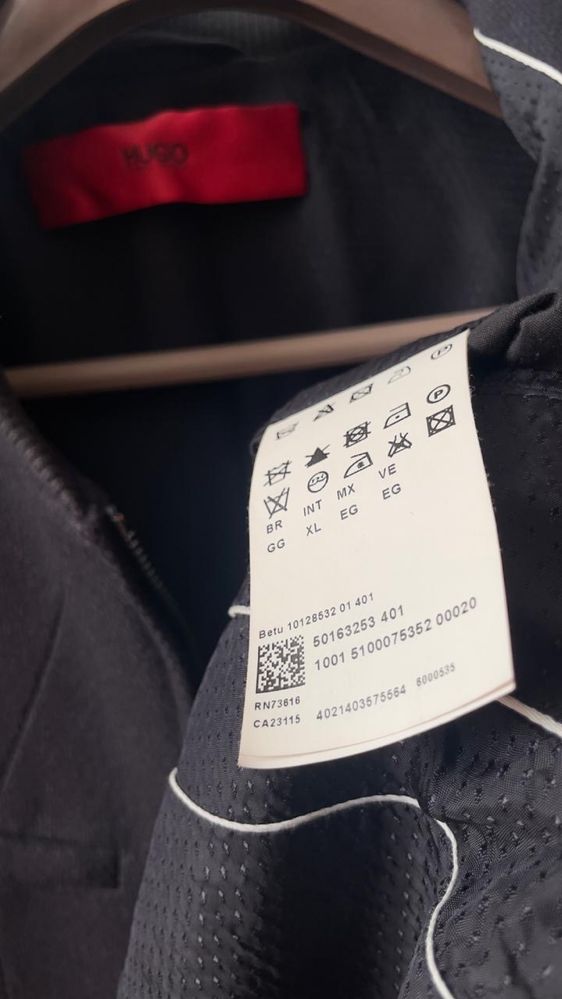 HUGO
BR INT MX VE
GG XL EG EG
Betu 10128532 01 401
50163253 401
1001 5100075352 00020
RN73616
CA23115 4021403575564 6000535